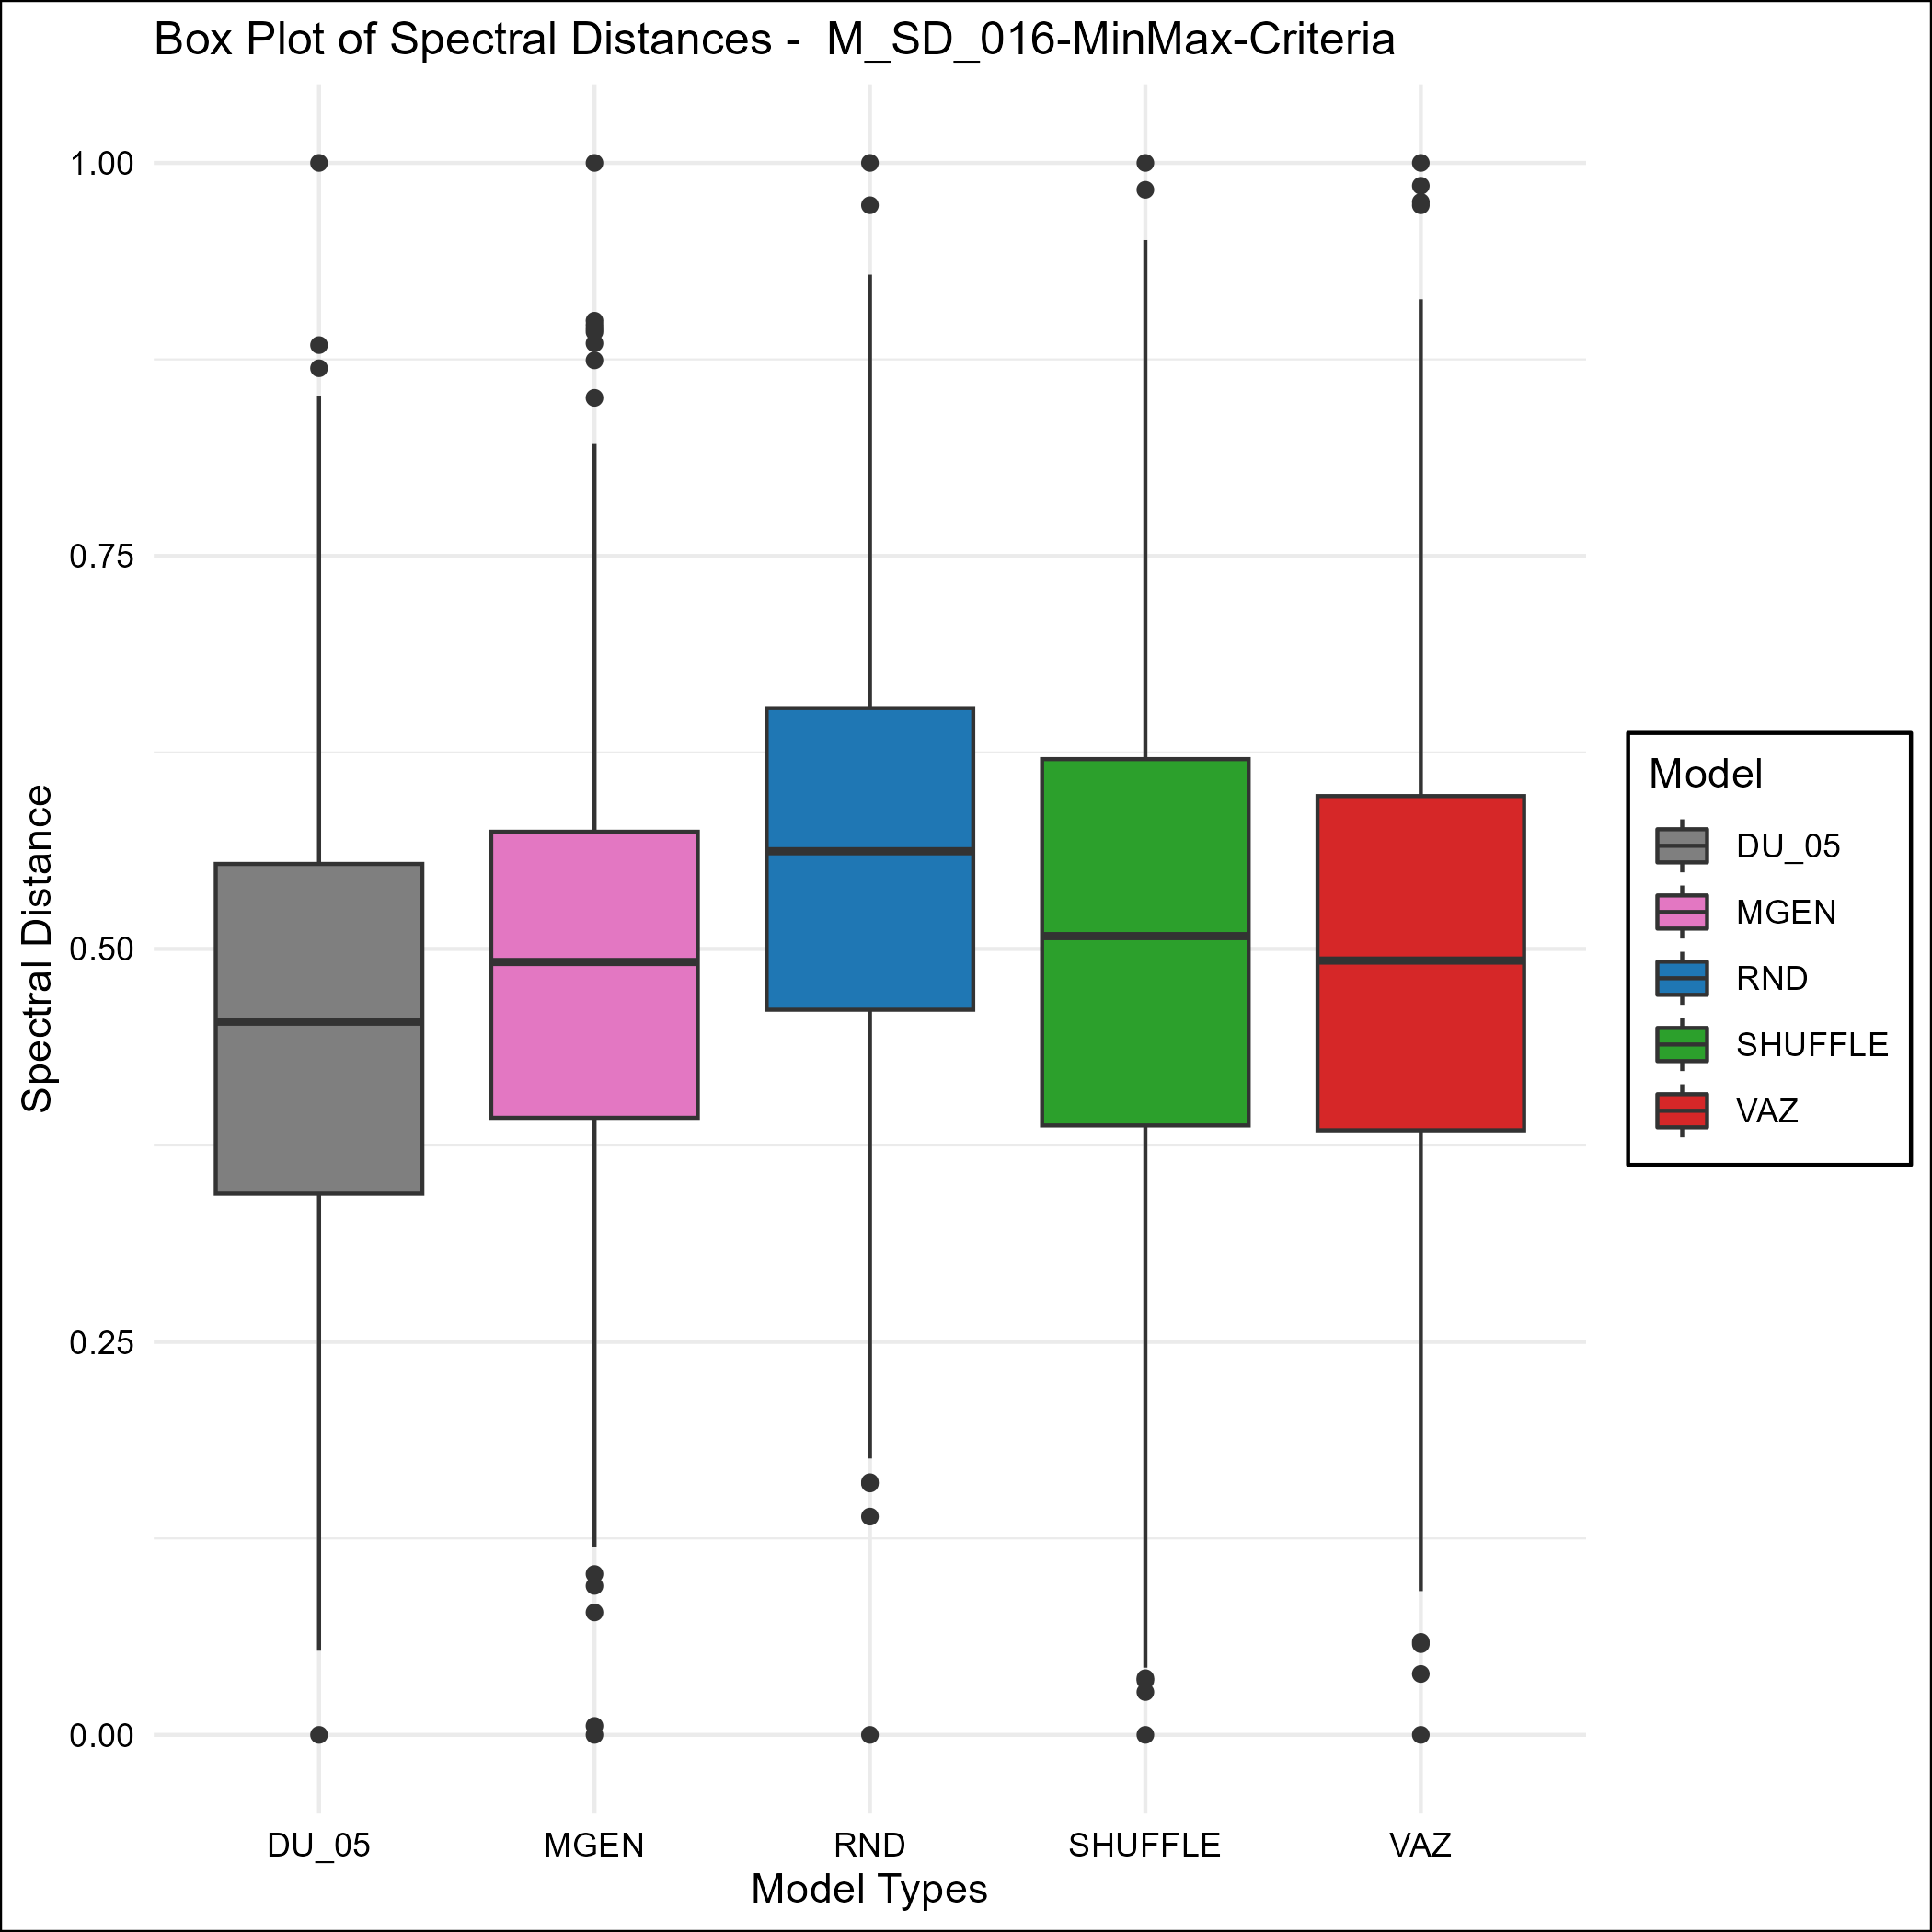 Box Plot of Spectral Distances -  M_SD_016-MinMax-Criteria
1.00
0.75
0.50
0.25
0.00
Spectral Distance
DU_05 MGEN RND SHUFFLE VAZ
Model Types
Model
DU_05
MGEN
RND
SHUFFLE
VAZ